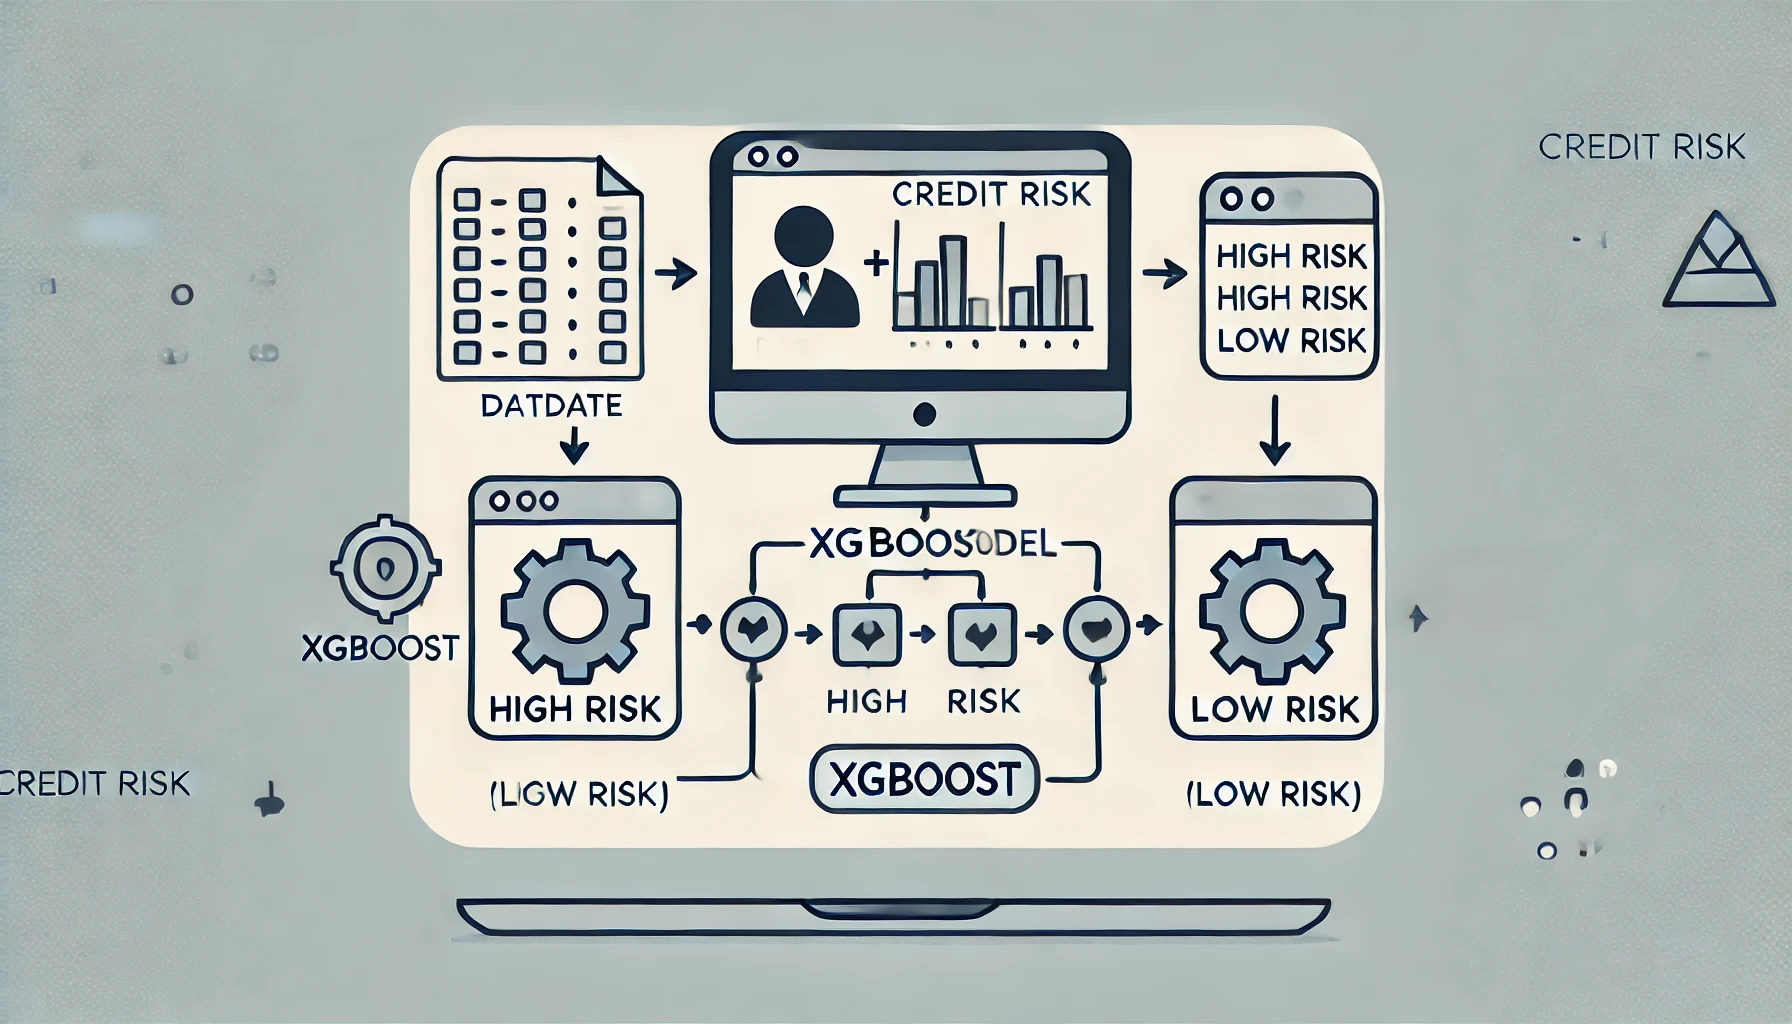 CREDIT RISK
CREDIT RISK
HIGH RISK
HIGH RISK
LOW RISK
DATDATE
XGBOOSODEL
XGBOOST
HIGH RISK
HIGH
RISK
LOW RISK
XGBOOST
CREDIT RISK
(LIGW RISK)
(LOW RISK)